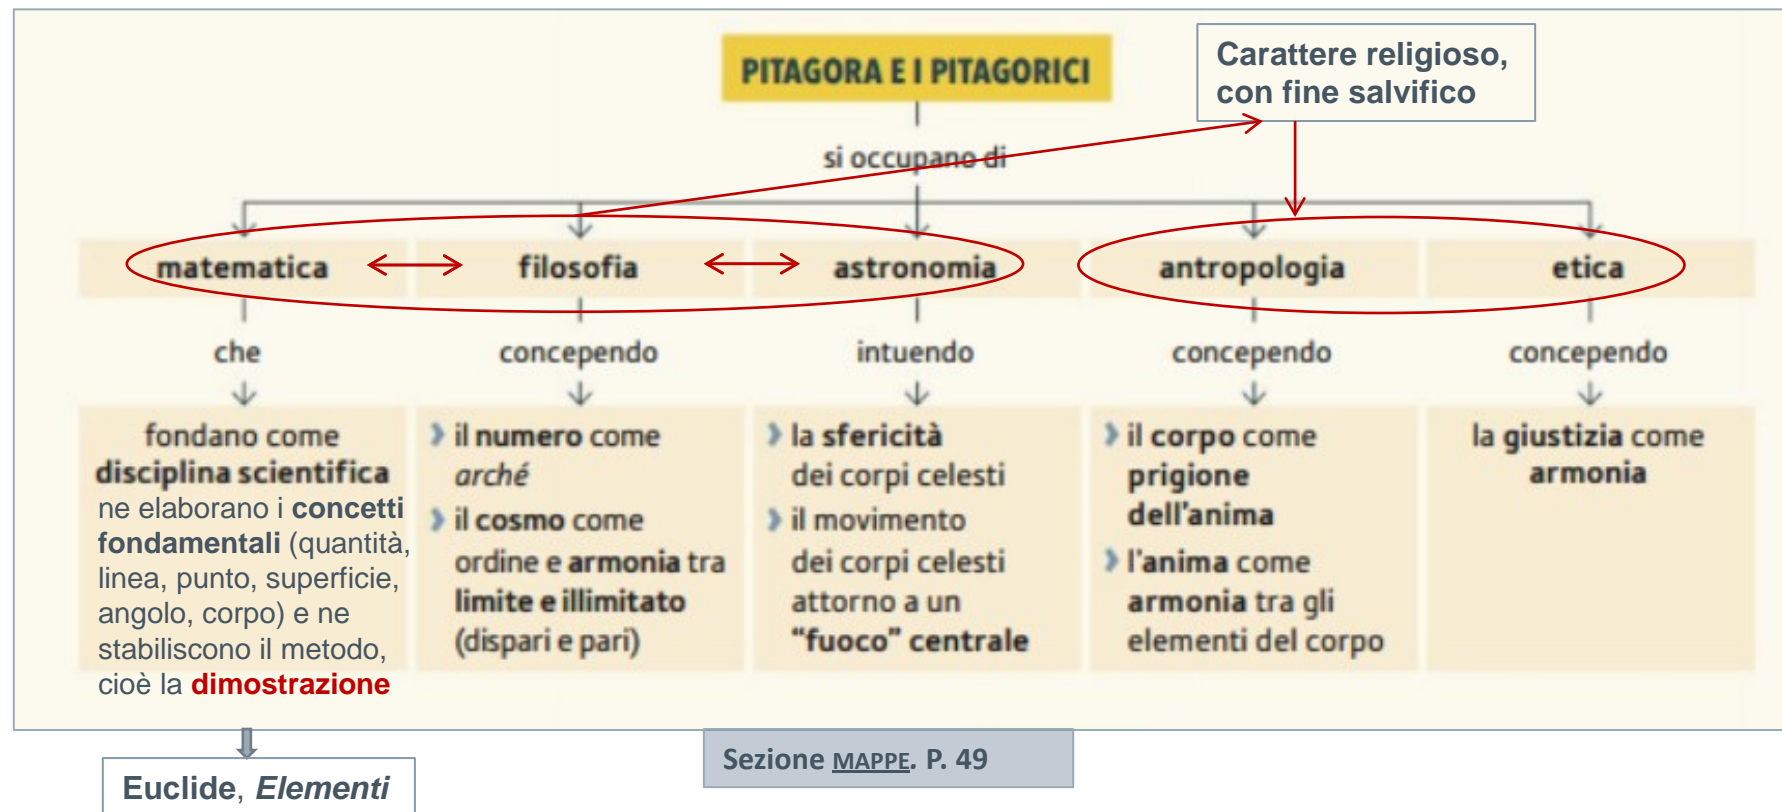 PITAGORA E I PITAGORICI
Carattere religioso,
con fine salvifico
si occupano di
matematica
filosofia
astronomia
antropologia
etica
che
concependo
intuendo
concependo
concependo
fondano come
disciplina scientifica
ne elaborano i concetti
fondamentali (quantità,
linea, punto, superficie,
angolo, corpo) e ne
stabiliscono il metodo,
cioè la dimostrazione
il numero come
arché
il cosmo come
ordine e armonia tra
limite e illimitato
(dispari e pari)
la sfericità
dei corpi celesti
il movimento
dei corpi celesti
attorno a un
“fuoco” centrale
il corpo come
prigione
dell'anima
l'anima come
armonia tra gli
elementi del corpo
la giustizia come
armonia
Euclide, Elementi
Sezione MAPPE. P. 49